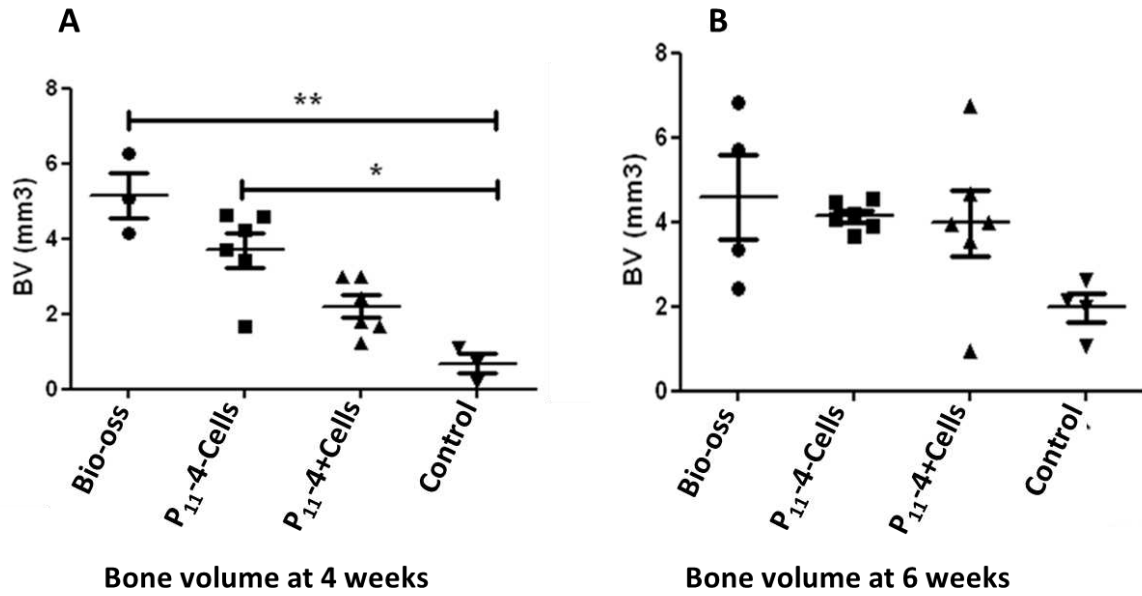 A
8
6
4
2
0
BV (mm3)
**
*
Bio-oss
P₁₁-4-Cells
P₁₁-4+Cells
Control
Bone volume at 4 weeks
B
8
6
4
2
0
BV (mm3)
Bio-oss
P₁₁-4-Cells
P₁₁-4+Cells
Control
Bone volume at 6 weeks